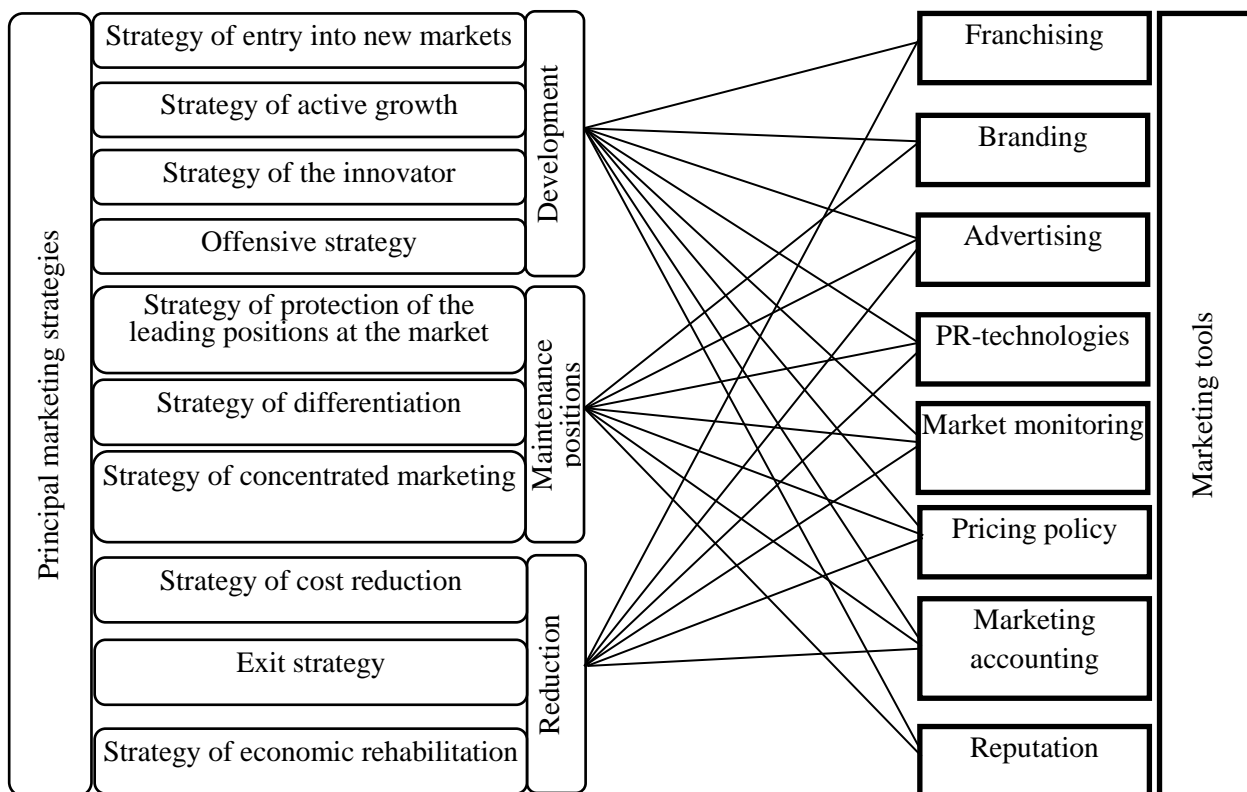 Principal marketing strategies
Strategy of entry into new markets
Strategy of active growth
Strategy of the innovator
Offensive strategy
Development
Strategy of protection of the
leading positions at the market
Strategy of differentiation
Strategy of concentrated marketing
Maintenance
positions
Strategy of cost reduction
Exit strategy
Strategy of economic rehabilitation
Reduction
Franchising
Branding
Advertising
PR-technologies
Market monitoring
Pricing policy
Marketing
accounting
Reputation
Marketing tools